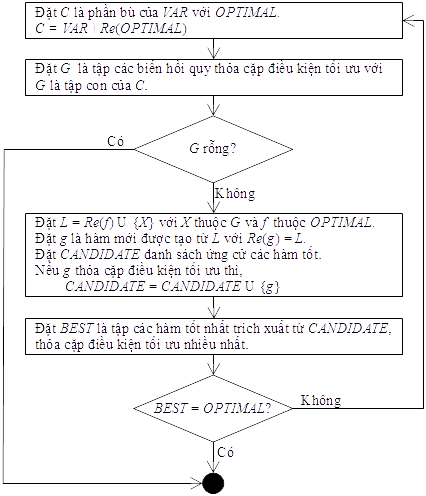 Đặt C là phần bù của VAR với OPTIMAL.
C = VAR \ Re(OPTIMAL)
Đặt G là tập các biến hồi quy thỏa cặp điều kiện tối ưu với
G là tập con của C.
Có
G rỗng?
Không
Đặt L = Re(f) U {X} với X thuộc G và f thuộc OPTIMAL.
Đặt g là hàm mới được tạo từ L với Re(g) = L.
Đặt CANDIDATE danh sách ứng cử các hàm tốt.
Nếu g thỏa cặp điều kiện tối ưu thì,
CANDIDATE = CANDIDATE U {g}
Đặt BEST là tập các hàm tốt nhất trích xuất từ CANDIDATE,
thỏa cặp điều kiện tối ưu nhiều nhất.
Không
BEST = OPTIMAL?
Có